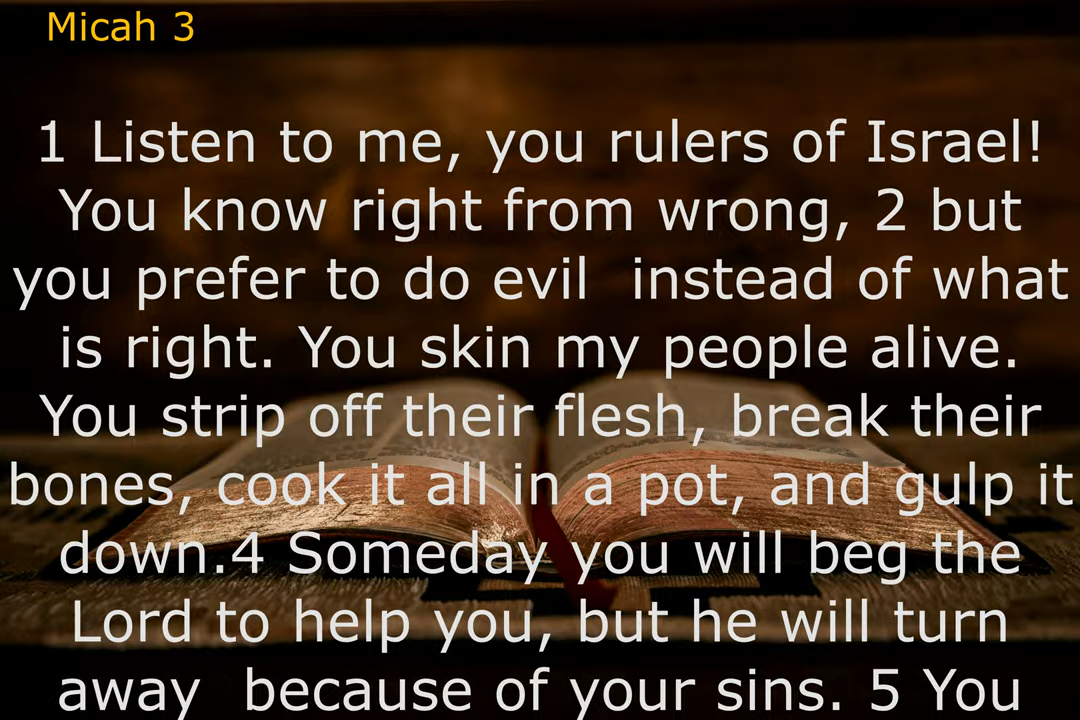 Micah 3
1 Listen to me, you rulers of Israel!
You know right from wrong, 2 but
you prefer to do evil  instead of what
is right. You skin my people alive.
You strip off their flesh, break their
bones, cook it all in a pot, and gulp it
down.4 Someday you will beg the
Lord to help you, but he will turn
away  because of your sins. 5 You